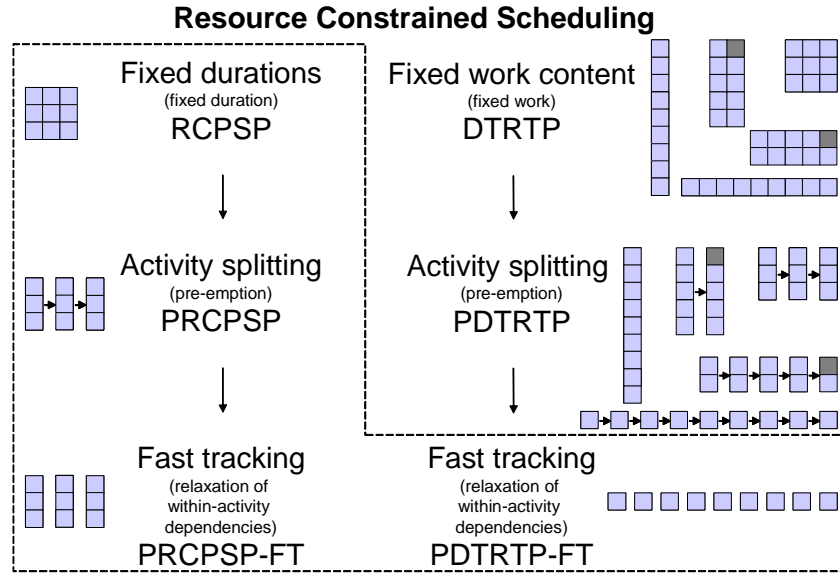 Resource Constrained Scheduling
Fixed durations
(fixed duration)
RCPSP
Fixed work content
(fixed work)
DTRTP
Activity splitting
(pre-emption)
PRCPSP
Activity splitting
(pre-emption)
PDTRTP
Fast tracking
(relaxation of
within-activity
dependencies)
PRCPSP-FT
Fast tracking
(relaxation of
within-activity
dependencies)
PDTRTP-FT